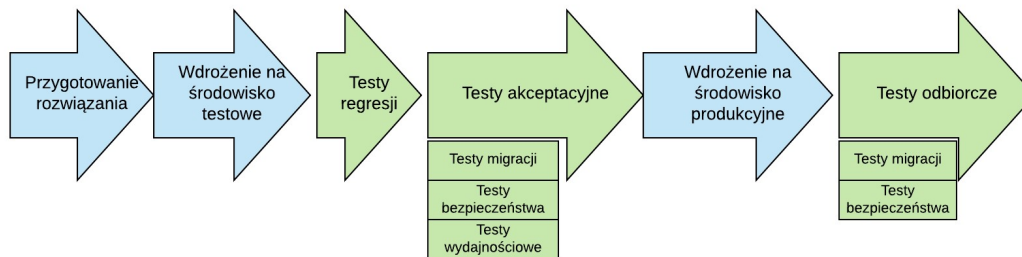 Przygotowanie
rozwiązania
Wdrożenie na
środowisko
testowe
Testy
regresji
Testy akceptacyjne
Testy migracji
Testy
bezpieczeństwa
Testy
wydajnościowe
Wdrożenie na
środowisko
produkcyjne
Testy odbiorcze
Testy migracji
Testy
bezpieczeństwa